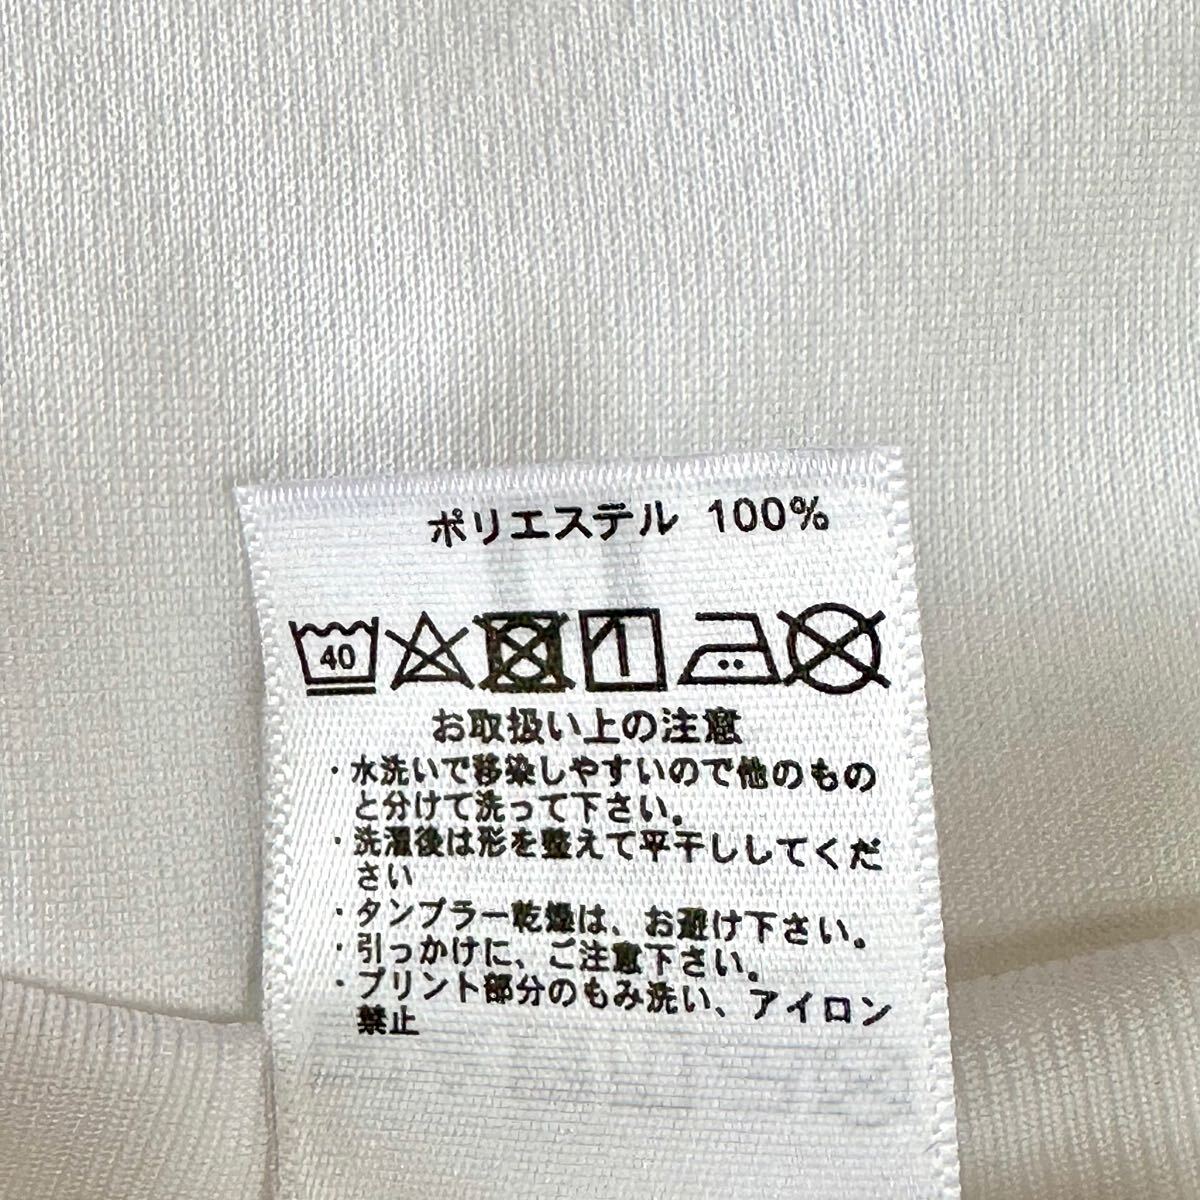 ポリエステル 100%
40
お取扱い上の注意
・水洗いで移染しやすいので他のもの
と分けて洗って下さい。
・洗濯後は形を整えて平干ししてくだ
さい
・タンブラー乾燥は、お避け下さい。
・引っかけに、ご注意下さい。
・プリント部分のもみ洗い、アイロン
禁止